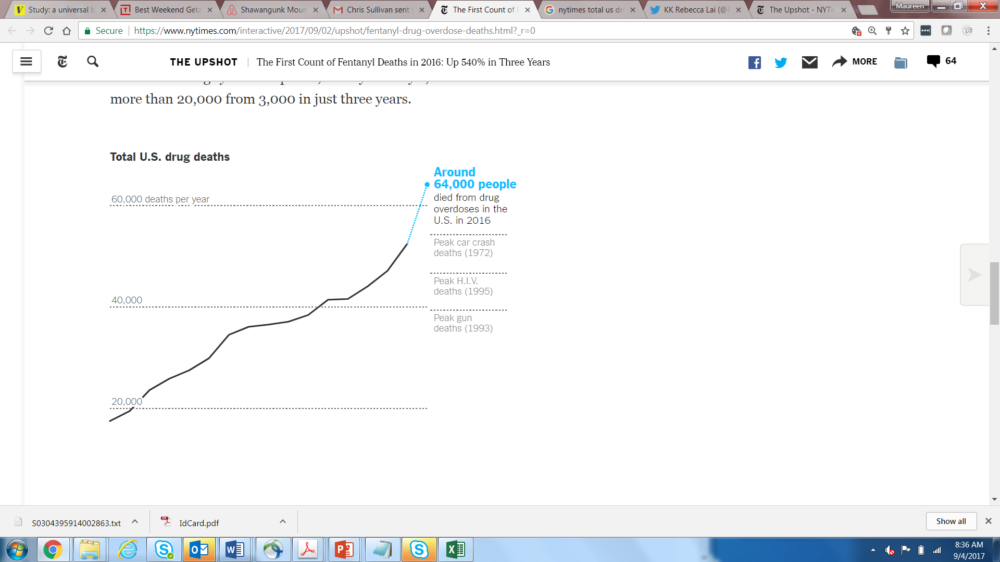 Study: a universal b
Best Weekend Geta
Shawangunk Moun
Chris Sullivan sent
The First Count of F
nytimes total us dr
KK Rebecca Lai (@
The Upshot - NYTi
Maureen
Secure
https://www.nytimes.com/interactive/2017/09/02/upshot/fentanyl-drug-overdose-deaths.html?_r=0
THE UPSHOT
The First Count of Fentanyl Deaths in 2016: Up 540% in Three Years
MORE
64
more than 20,000 from 3,000 in just three years.
Total U.S. drug deaths
Around
64,000 people
died from drug
overdoses in the
U.S. in 2016
60,000 deaths per year
Peak car crash
deaths (1972)
Peak H.I.V.
deaths (1995)
40,000
Peak gun
deaths (1993)
20,000
S0304395914002863.txt
IdCard.pdf
Show all
8:36 AM
9/4/2017